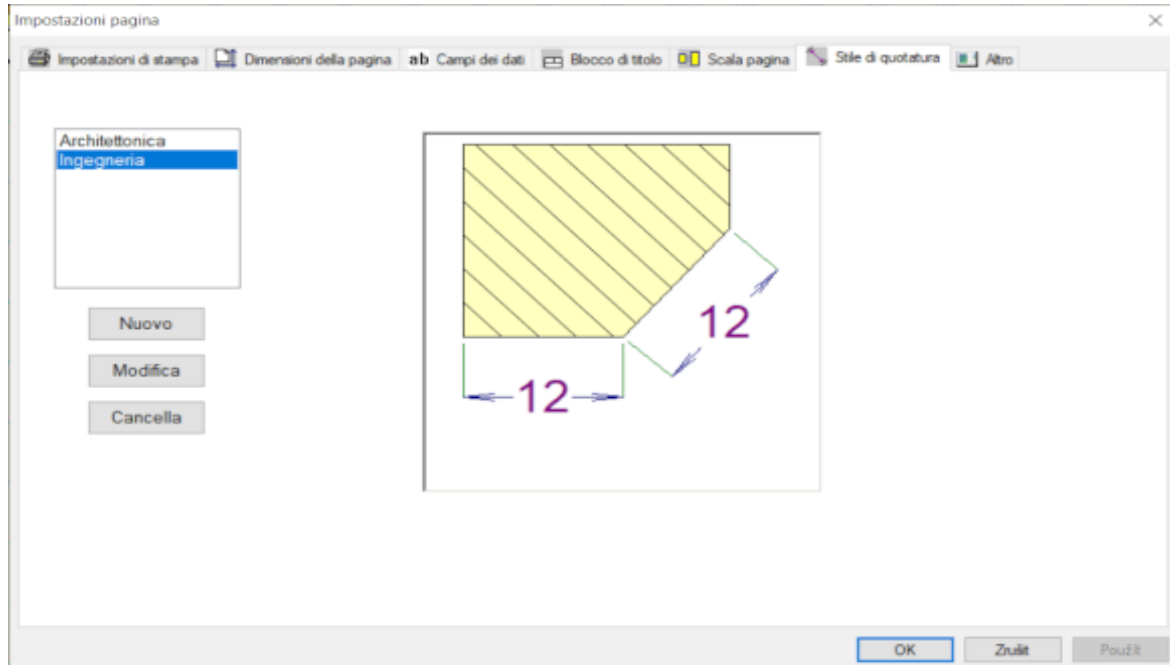 Impostazioni pagina
Impostazioni di stampa Dimensioni della pagina ab Campi dei dati Blocco di titolo Scala pagina Stile di quotatura Altro
Architettonica
Ingegneria
Nuovo
Modifica
Cancella
12
12
OK Zrušit Použít